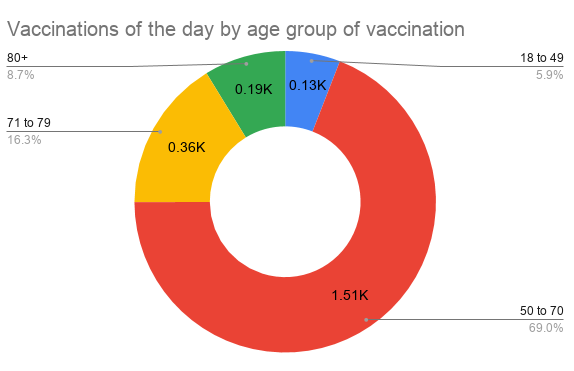 Vaccinations of the day by age group of vaccination
80+
8.7%
18 to 49
5.9%
0.19K
0.13K
71 to 79
16.3%
0.36K
1.51K
50 to 70
69.0%